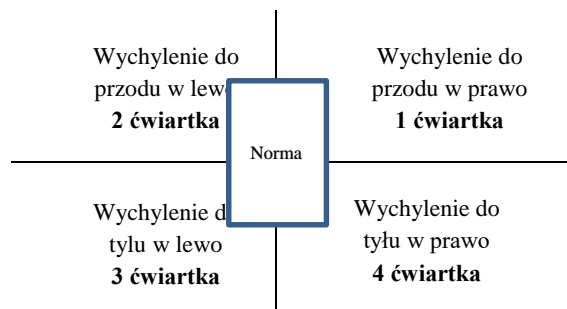 Wychylenie do
przodu w lewo
2 ćwiartka
Wychylenie do
przodu w prawo
1 ćwiartka
Norma
Wychylenie d
tylu w lewo
3 ćwiartka
Wychylenie do
tyłu w prawo
4 ćwiartka